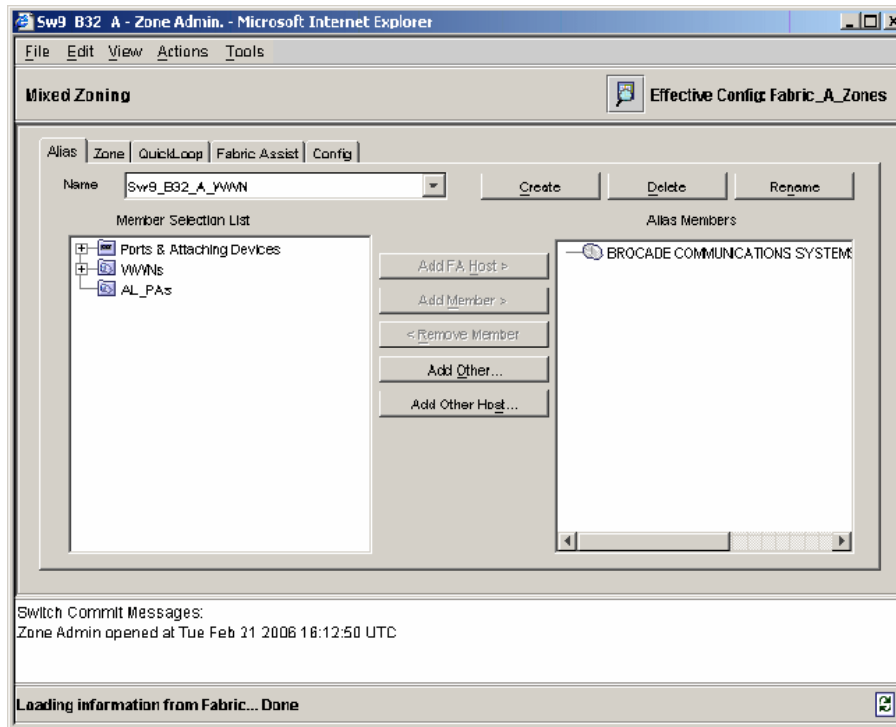 Sw9 B32 A - Zone Admin. - Microsoft Internet Explorer
File Edit View Actions Tools
Mixed Zoning
Effective Config: Fabric_A_Zones
Alias Zone QuickLoop Fabric Assist Config
Name Sw9_B32_A_WWN Create Delete Rename
Member Selection List
Alias Members
Ports & Attaching Devices
WWNs
AL_PAs
Add FA Host >
Add Member >
< Remove Member
Add Other...
Add Other Host...
BROCADE COMMUNICATIONS SYSTEMS
Switch Commit Messages:
Zone Admin opened at Tue Feb 21 2006 16:12:50 UTC
Loading information from Fabric... Done